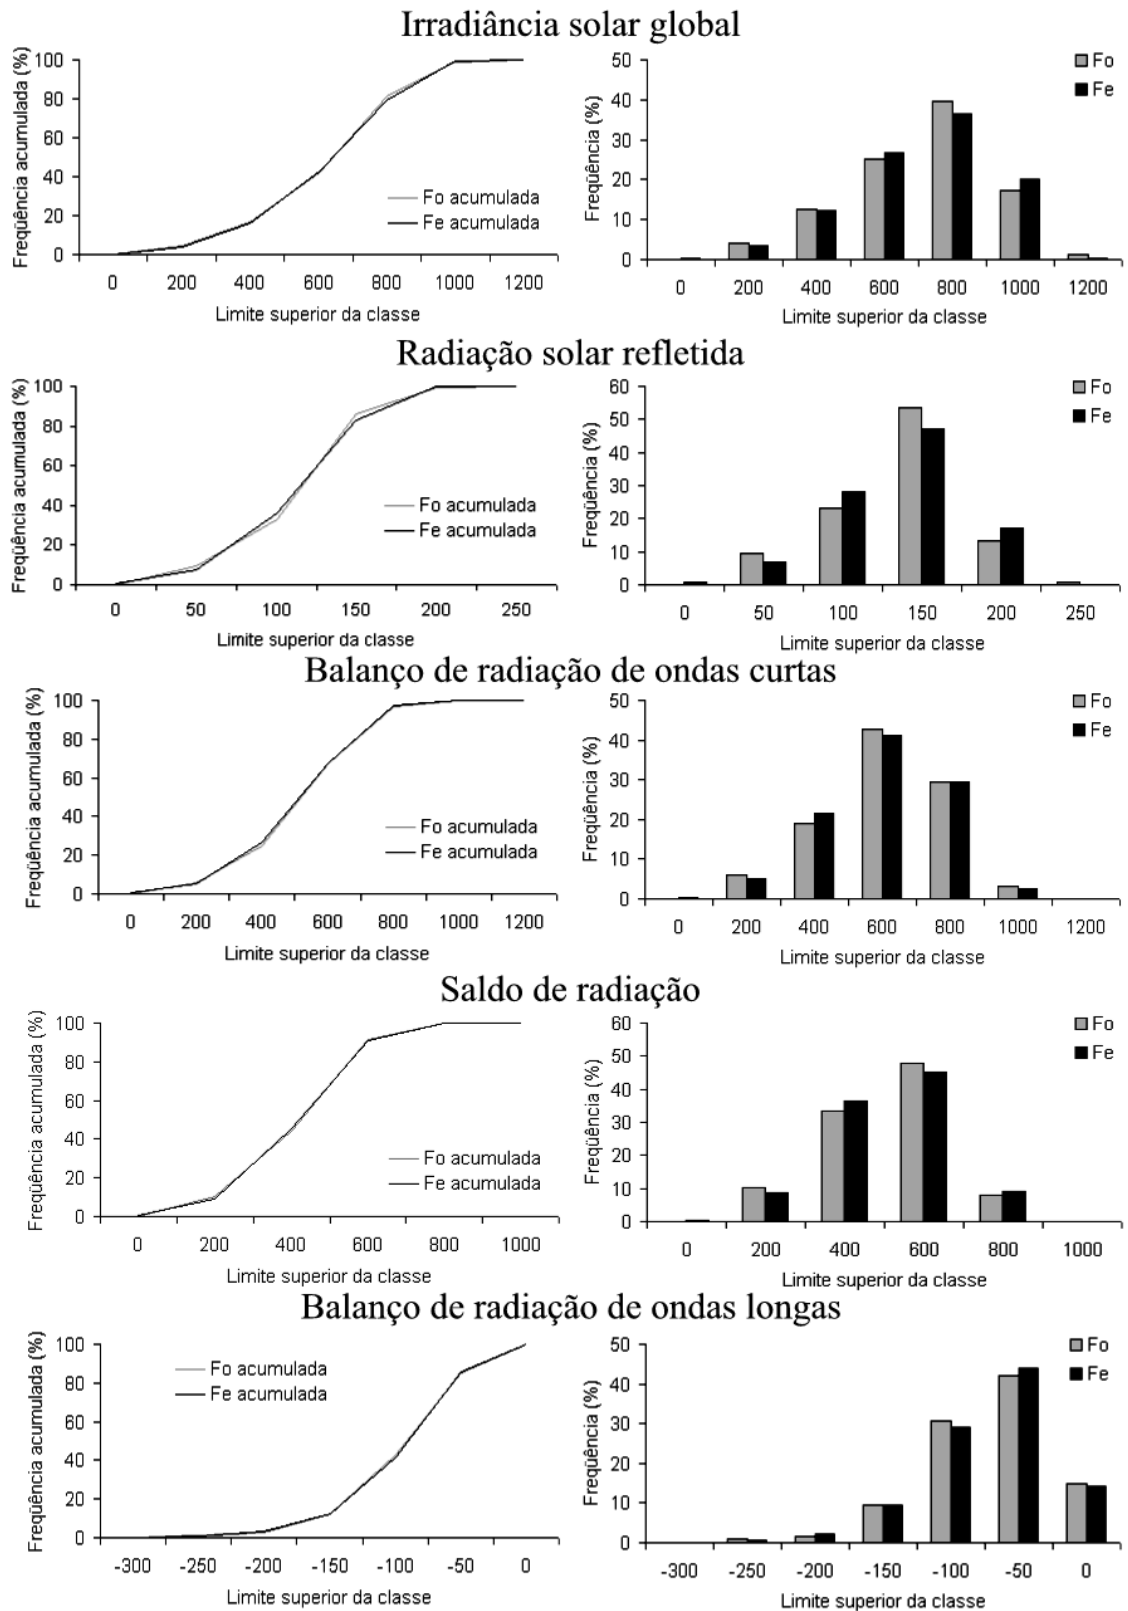 Irradiância solar global
Freqüência acumulada (%)
100
80
60
40
20
0
Fo acumulada
Fe acumulada
0 200 400 600 800 1000 1200
Limite superior da classe
Freqüência (%)
50
40
30
20
10
0
Fo
Fe
0 200 400 600 800 1000 1200
Limite superior da classe
Radiação solar refletida
Freqüência acumulada (%)
100
80
60
40
20
0
Fo acumulada
Fe acumulada
0 50 100 150 200 250
Limite superior da classe
Freqüência (%)
60
50
40
30
20
10
0
Fo
Fe
0 50 100 150 200 250
Limite superior da classe
Balanço de radiação de ondas curtas
Freqüência acumulada (%)
100
80
60
40
20
0
Fo acumulada
Fe acumulada
0 200 400 600 800 1000 1200
Limite superior da classe
Freqüência (%)
50
40
30
20
10
0
Fo
Fe
0 200 400 600 800 1000 1200
Limite superior da classe
Saldo de radiação
Freqüência acumulada (%)
100
80
60
40
20
0
Fo acumulada
Fe acumulada
0 200 400 600 800 1000
Limite superior da classe
Freqüência (%)
60
50
40
30
20
10
0
Fo
Fe
0 200 400 600 800 1000
Limite superior da classe
Balanço de radiação de ondas longas
Freqüência acumulada (%)
100
80
60
40
20
0
Fo acumulada
Fe acumulada
-300 -250 -200 -150 -100 -50 0
Limite superior da classe
Freqüência (%)
50
40
30
20
10
0
Fo
Fe
-300 -250 -200 -150 -100 -50 0
Limite superior da classe